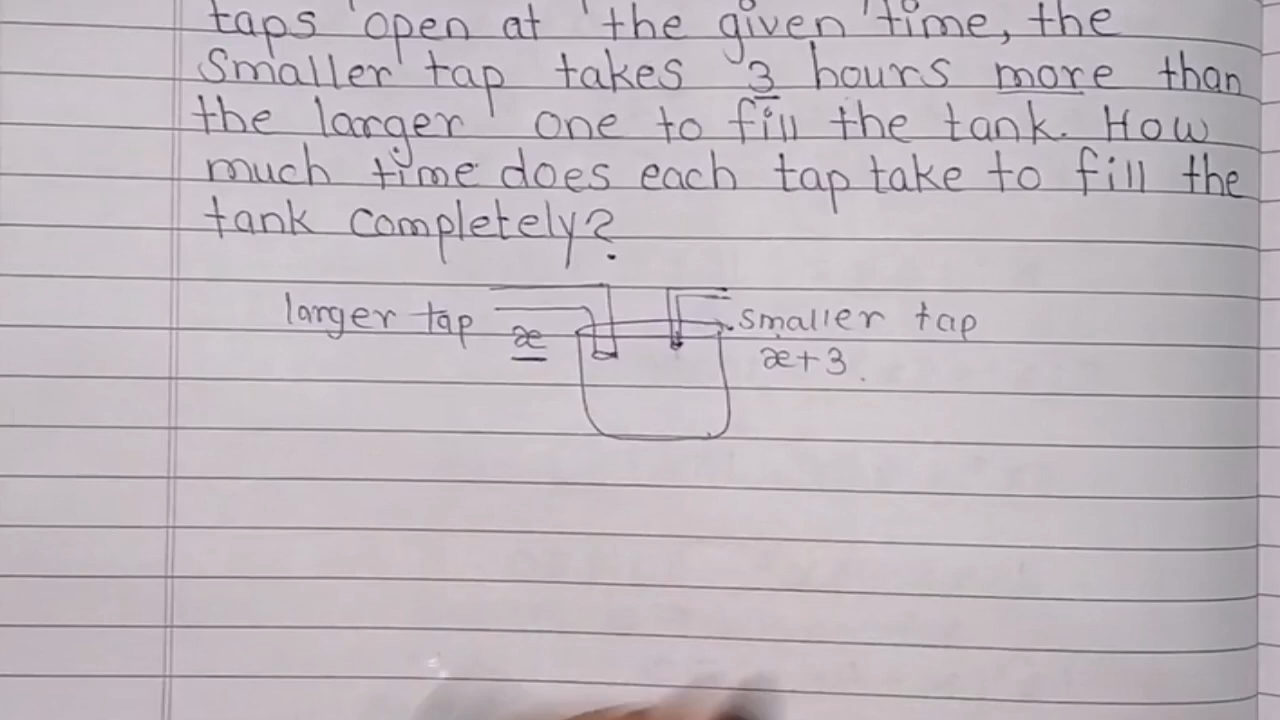 taps open at the given time, the
Smaller tap takes 3 hours more than
the larger one to fill the tank. How
much time does each tap take to fill the
tank completely?
larger tap x
smaller tap
x+3.